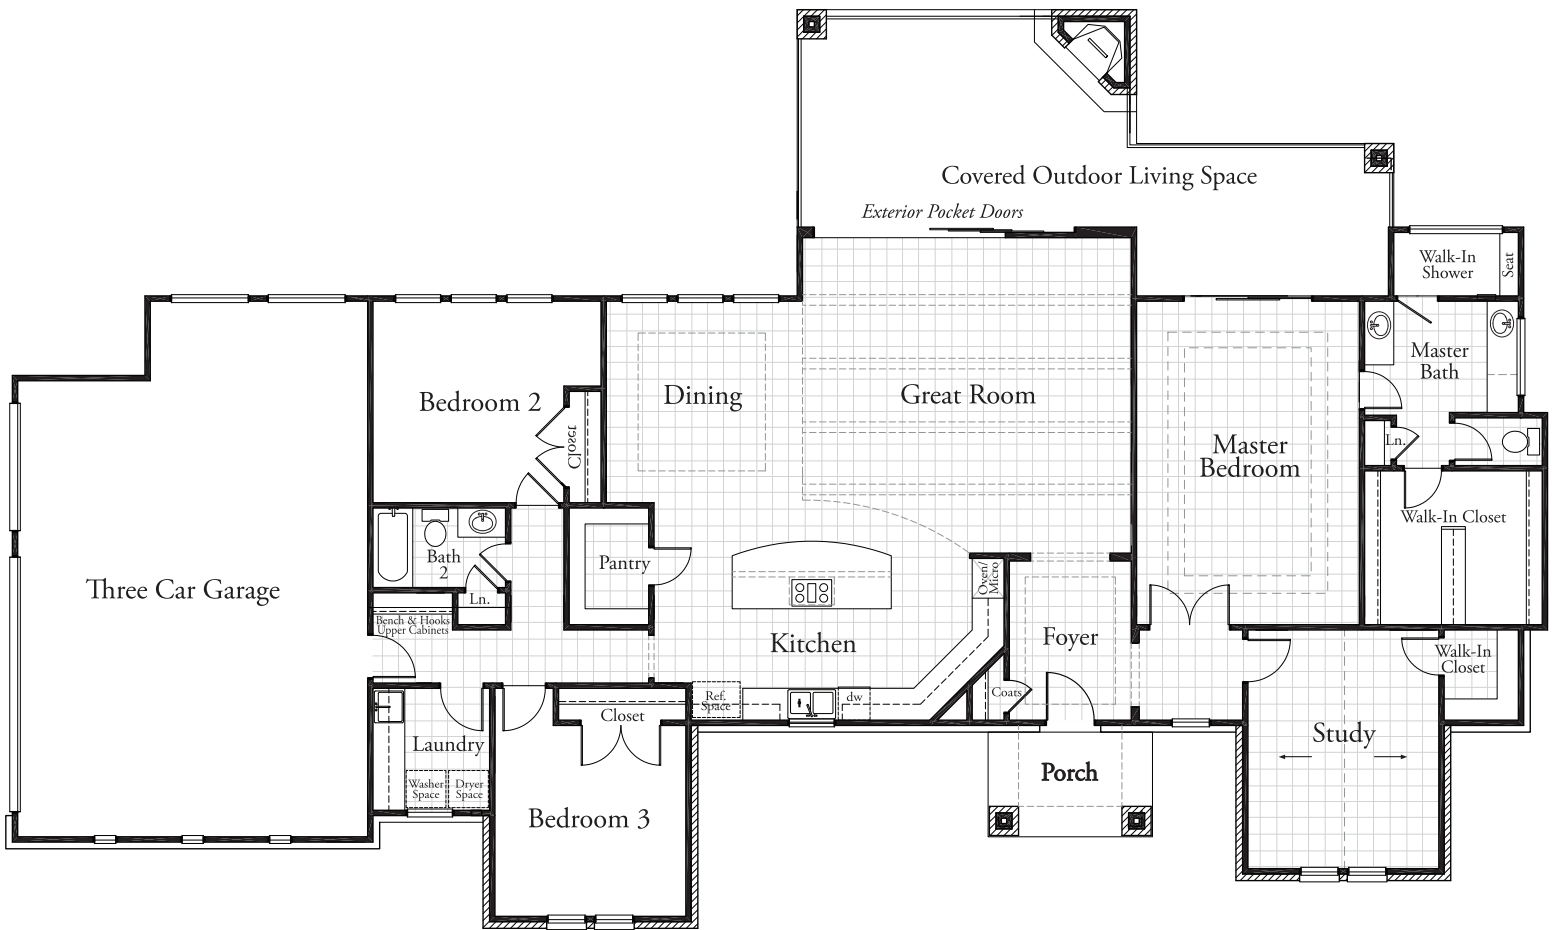 Covered Outdoor Living Space
Exterior Pocket Doors
Walk-In
Shower
Seat
Master
Bath
Ln.
Bedroom 2
Closet
Dining
Great Room
Master
Bedroom
Walk-In Closet
Bath
2
Ln.
Pantry
Oven/
Micro
Three Car Garage
Bench & Hooks
Upper Cabinets
Kitchen
Foyer
Walk-In
Closet
Ref.
Space
dw
Coats
Closet
Laundry
Washer
Space
Dryer
Space
Study
Porch
Bedroom 3